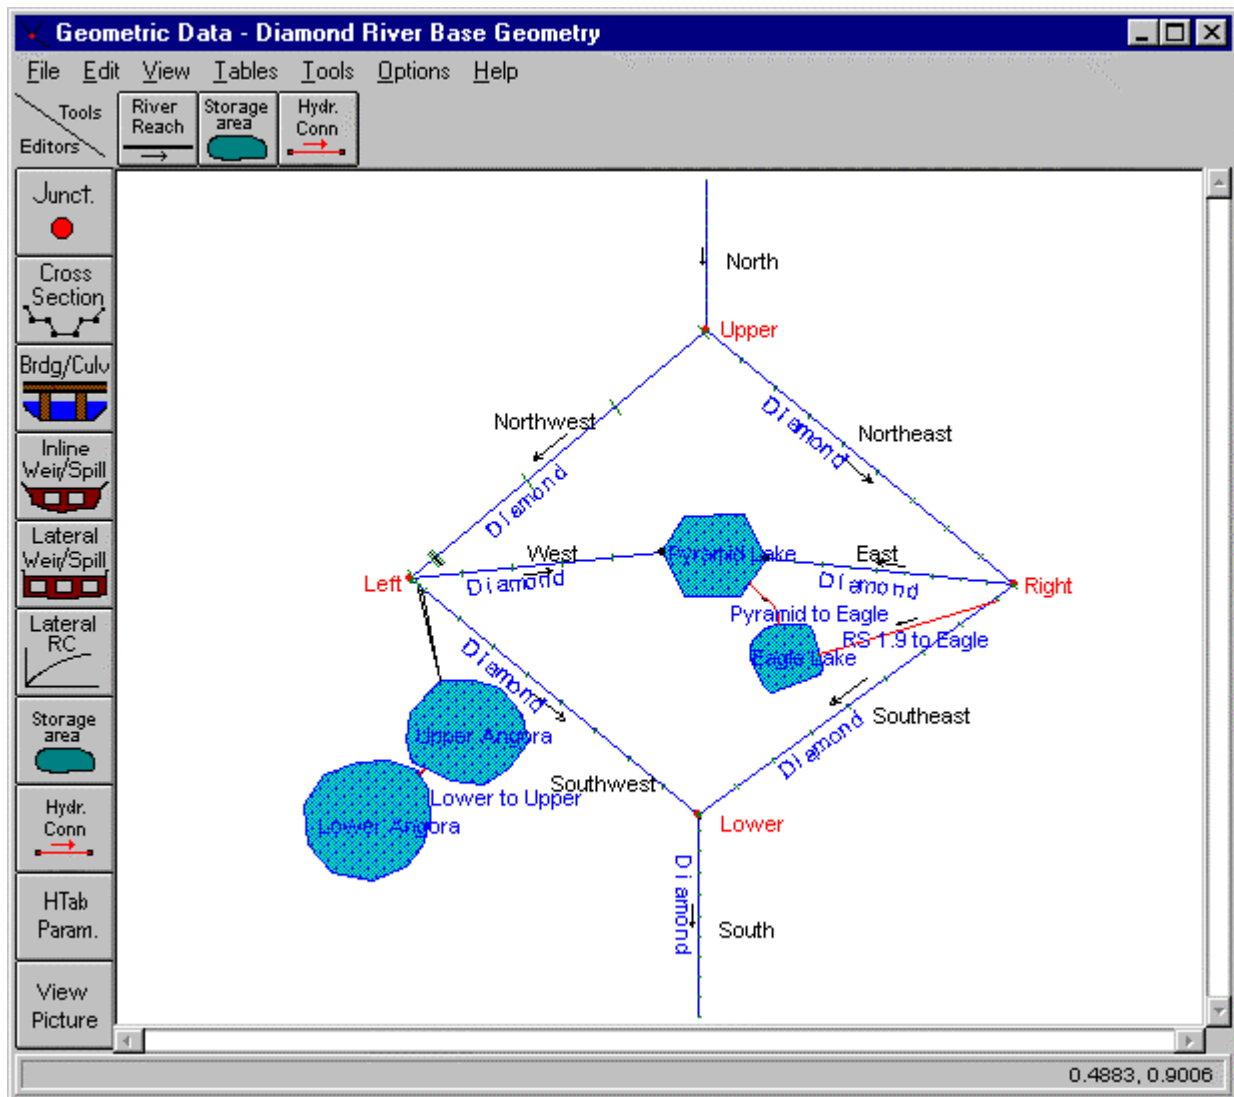 Geometric Data - Diamond River Base Geometry
File Edit View Tables Tools Options Help
Tools
Editors
River
Reach
Storage
area
Hydr.
Conn
Junct.
Cross
Section
Brdg/Culv
Inline
Weir/Spill
Lateral
Weir/Spill
Lateral
RC
Storage
area
Hydr.
Conn
HTab
Param.
View
Picture
North
Upper
Northwest
Diamond
Diamond
Northeast
West
Pyramid Lake
East
Left
Diamond
Diamond
Right
Pyramid to Eagle
RS 1.9 to Eagle
Eagle Lake
Diamond
Southeast
Diamond
Upper Angora
Southwest
Lower to Upper
Lower Angora
Lower
Diamond
South
0.4883, 0.9006